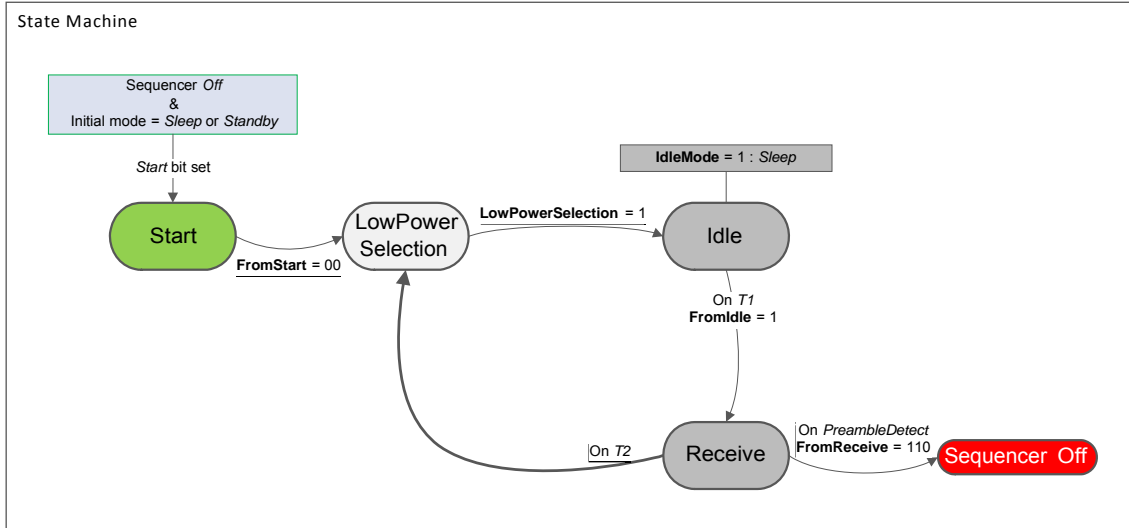 State Machine
Sequencer Off
&
Initial mode = Sleep or Standby
Start bit set
IdleMode = 1 : Sleep
Start
FromStart = 00
LowPower
Selection
LowPowerSelection = 1
Idle
On T1
FromIdle = 1
On T2
Receive
On PreambleDetect
FromReceive = 110
Sequencer Off